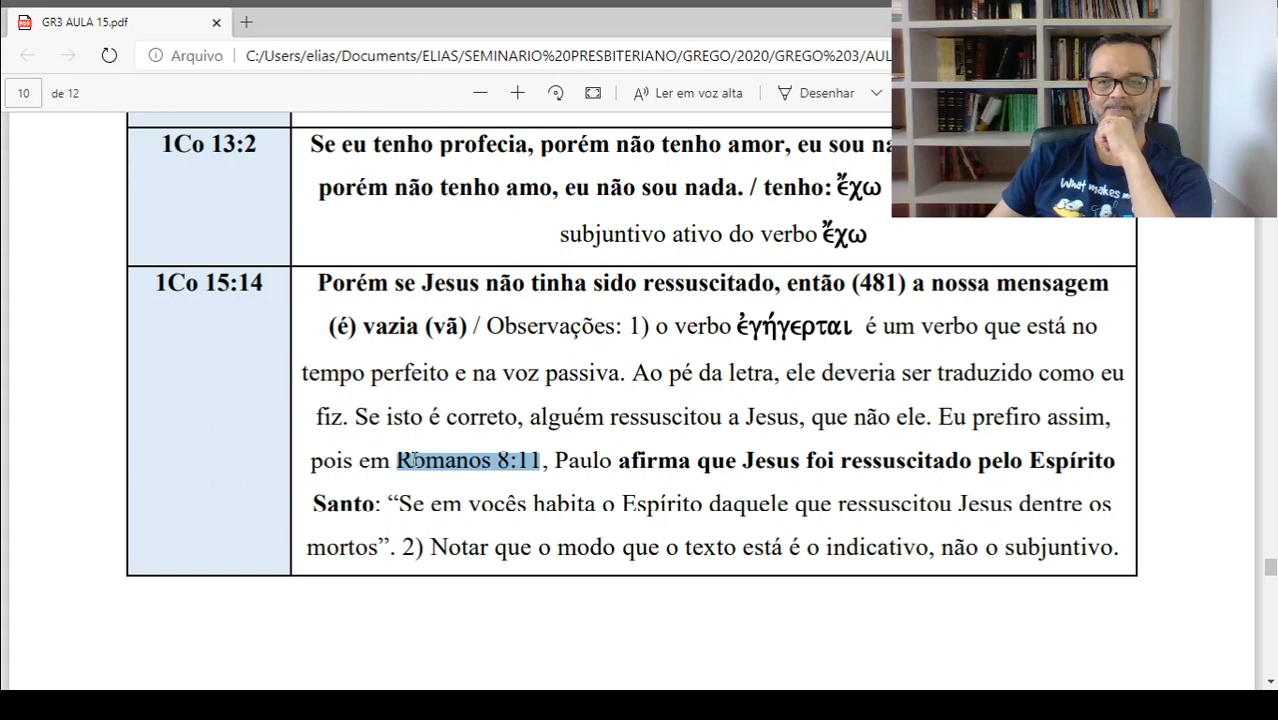 GR3 AULA 15.pdf
Arquivo
C:/Users/elias/Documents/ELIAS/SEMINARIO%20PRESBITERIANO/GREGO/2020/GREGO%203/AUL
10 de 12
Ler em voz alta
Desenhar
1Co 13:2
Se eu tenho profecia, porém não tenho amor, eu sou na
porém não tenho amo, eu não sou nada. / tenho: ἔχω
subjuntivo ativo do verbo ἔχω
What makes m
1Co 15:14
Porém se Jesus não tinha sido ressuscitado, então (481) a nossa mensagem
(é) vazia (vã) / Observações: 1) o verbo ἐγήγερται é um verbo que está no
tempo perfeito e na voz passiva. Ao pé da letra, ele deveria ser traduzido como eu
fiz. Se isto é correto, alguém ressuscitou a Jesus, que não ele. Eu prefiro assim,
pois em Romanos 8:11, Paulo afirma que Jesus foi ressuscitado pelo Espírito
Santo: “Se em vocês habita o Espírito daquele que ressuscitou Jesus dentre os
mortos”. 2) Notar que o modo que o texto está é o indicativo, não o subjuntivo.